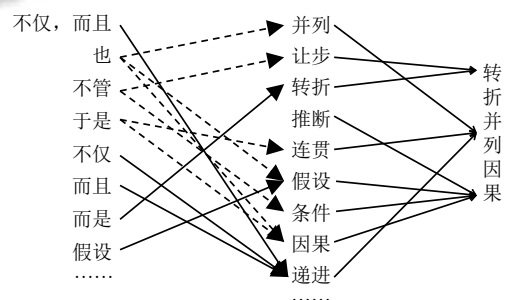 不仅，而且
也
不管
于是
不仅
而且
而是
假设
……
并列
让步
转折
推断
连贯
假设
条件
因果
递进
……
转折
并列
因果